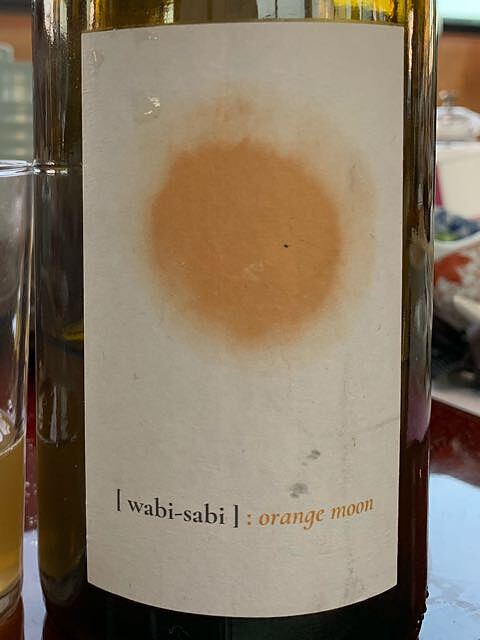 [ wabi-sabi ] : orange moon